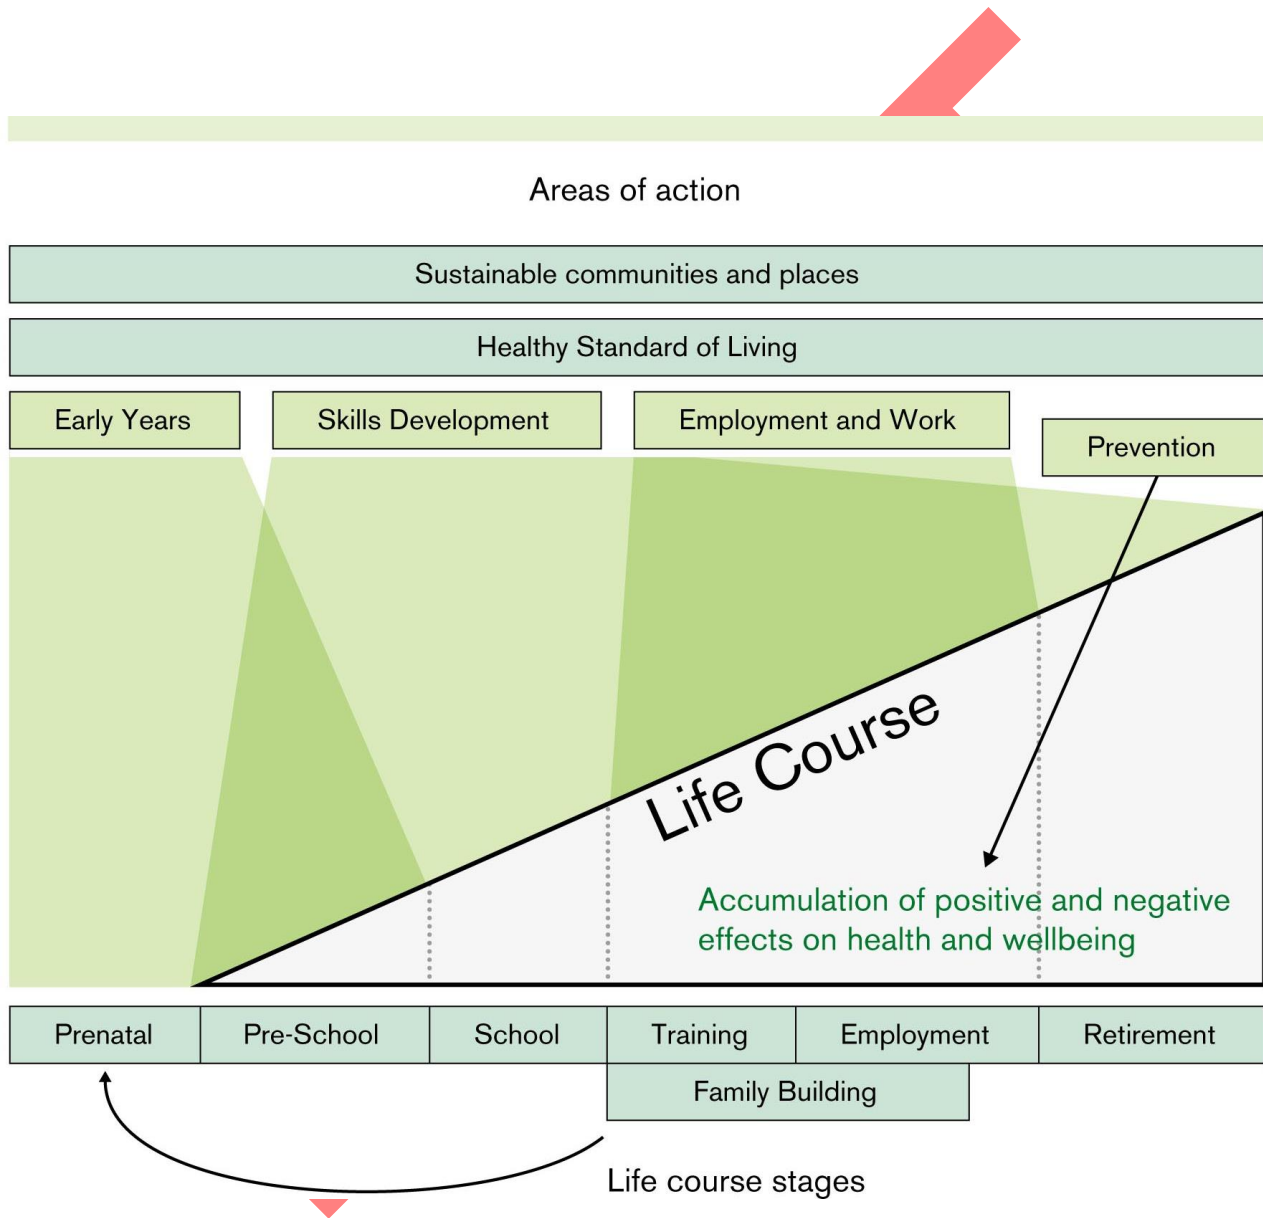 Areas of action
Sustainable communities and places
Healthy Standard of Living
Early Years
Skills Development
Employment and Work
Prevention
Life Course
Accumulation of positive and negative
effects on health and wellbeing
Prenatal
Pre-School
School
Training
Employment
Retirement
Family Building
Life course stages